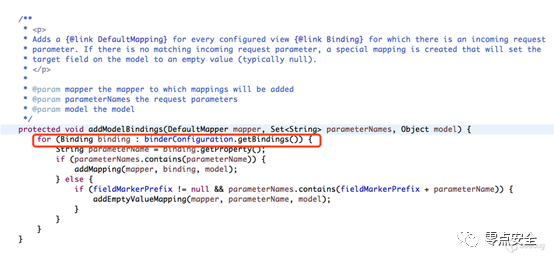 /**
 * <p>
 * Adds a {@link DefaultMapping} for every configured view {@link Binding} for which there is an incoming request
 * parameter. If there is no matching incoming request parameter, a special mapping is created that will set the
 * target field on the model to an empty value (typically null).
 * </p>
 *
 * @param mapper the mapper to which mappings will be added
 * @param parameterNames the request parameters
 * @param model the model
 */
protected void addModelBindings(DefaultMapper mapper, Set<String> parameterNames, Object model) {
for (Binding binding : binderConfiguration.getBindings()) {
String parameterName = binding.getProperty();
if (parameterNames.contains(parameterName)) {
addMapping(mapper, binding, model);
} else {
if (fieldMarkerPrefix != null && parameterNames.contains(fieldMarkerPrefix + parameterName)) {
addEmptyValueMapping(mapper, parameterName, model);
}
}
}
}
零点安全